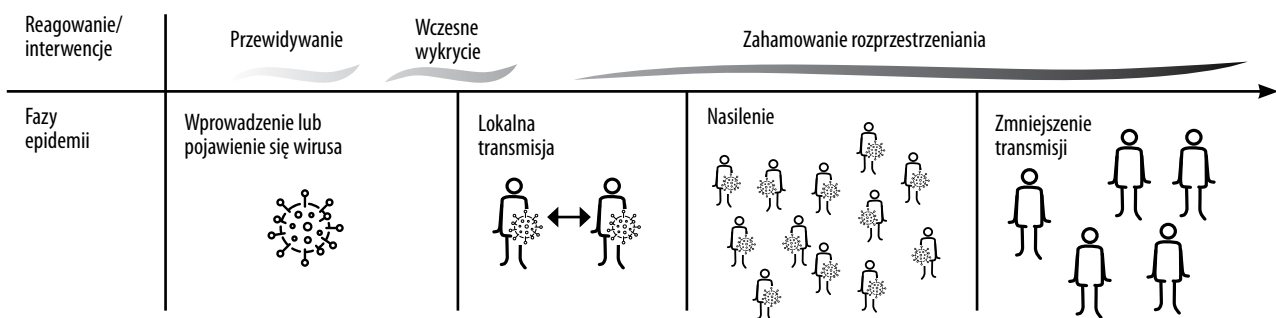 Reagowanie/
interwencje
Przewidywanie
Wczesne
wykrycie
Zahamowanie rozprzestrzeniania
Fazy
epidemii
Wprowadzenie lub
pojawienie się wirusa
Lokalna
transmisja
Nasilenie
Zmniejszenie
transmisji